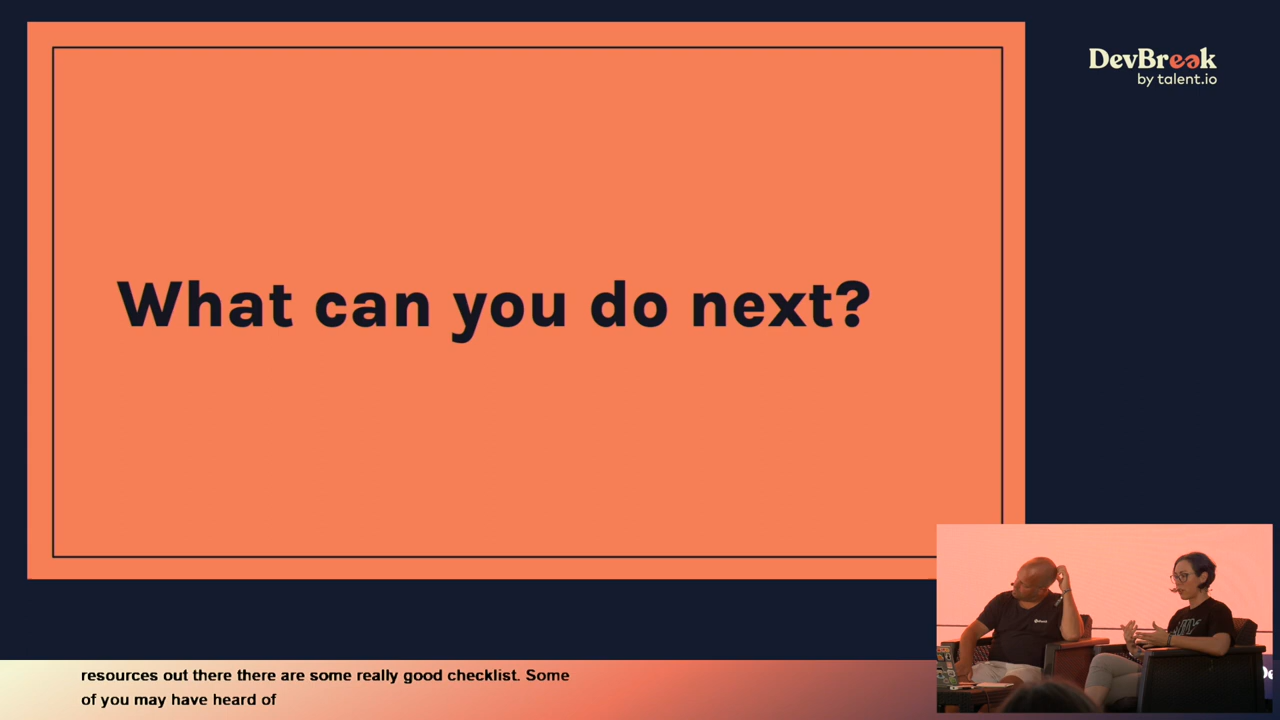 DevBreak
by talent.io
What can you do next?
resources out there there are some really good checklist. Some
of you may have heard of